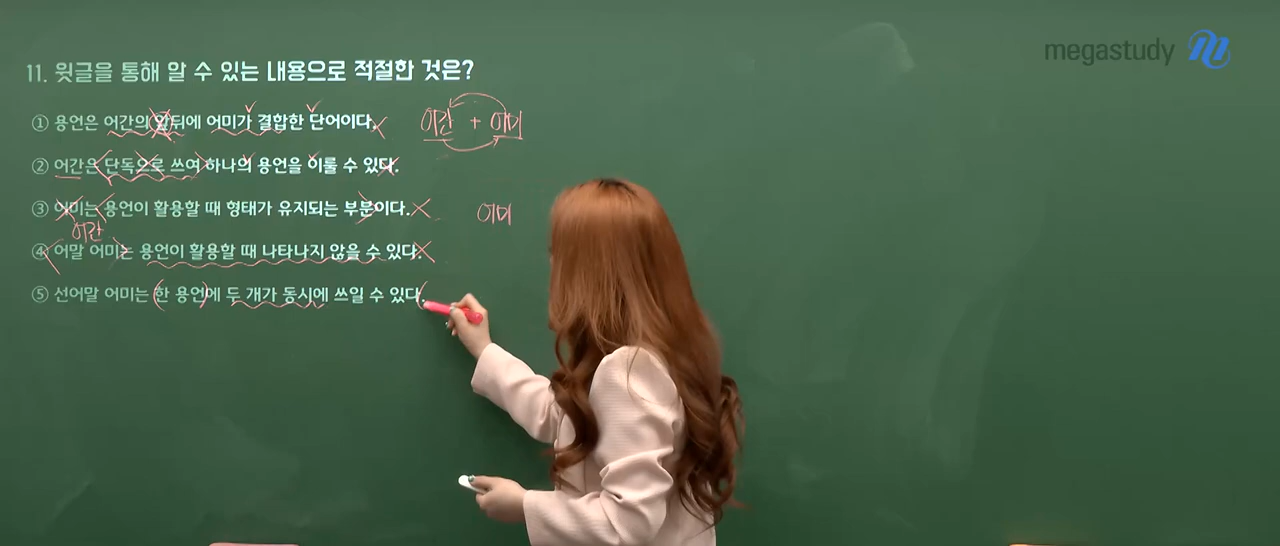 megastudy
11. 윗글을 통해 알 수 있는 내용으로 적절한 것은?
① 용언은 어간의 앞뒤에 어미가 결합한 단어이다.
어간 + 어미
② 어간은 단독으로 쓰여 하나의 용언을 이룰 수 있다.
③ 어미는 용언이 활용할 때 형태가 유지되는 부분이다.
어미
어간
④ 어말 어미는 용언이 활용할 때 나타나지 않을 수 있다.
⑤ 선어말 어미는 한 용언에 두 개가 동시에 쓰일 수 있다.